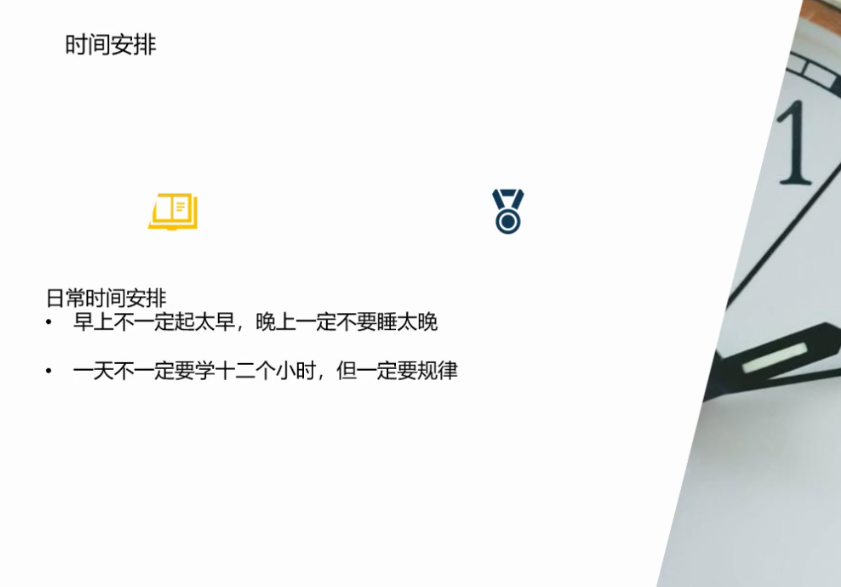 时间安排
1
日常时间安排
• 早上不一定起太早，晚上一定不要睡太晚
• 一天不一定要学十二个小时，但一定要规律